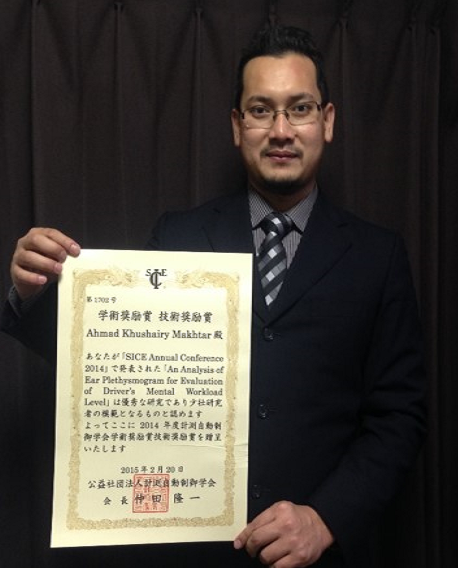 SICE
第1702号
学術奨励賞 技術奨励賞
Ahmad Khushairy Makhtar 殿
あなたが「SICE Annual Conference
2014」で発表された「An Analysis of
Ear Plethysmogram for Evaluation
of Driver's Mental Workload
Level」は優秀な研究であり少壮研究
者の模範となるものと認めます
よってここに 2014 年度計測自動制
御学会学術奨励賞技術奨励賞を贈呈
いたします
2015年2月20日
公益社団法人計測自動制御学会
会長 仲田隆一